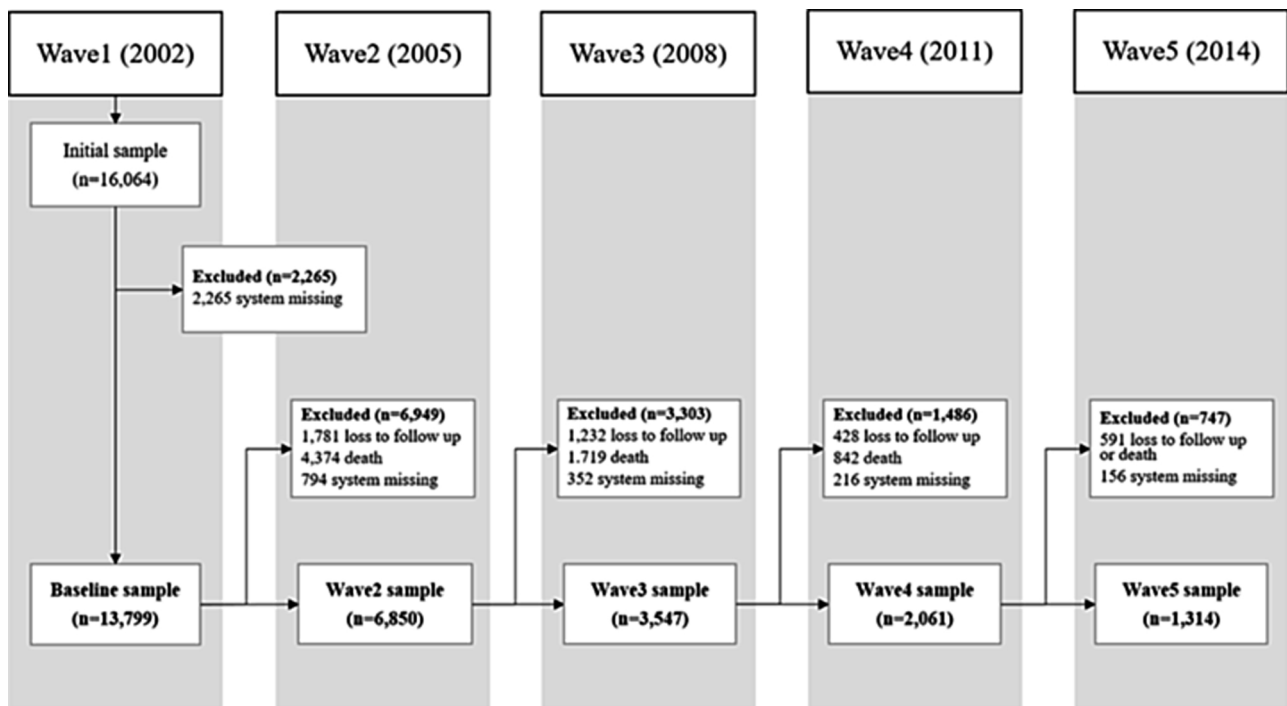 Wave1 (2002)
Wave2 (2005)
Wave3 (2008)
Wave4 (2011)
Wave5 (2014)
Initial sample
(n=16,064)
Excluded (n=2,265)
2,265 system missing
Excluded (n=6,949)
1,781 loss to follow up
4,374 death
794 system missing
Excluded (n=3,303)
1,232 loss to follow up
1.719 death
352 system missing
Excluded (n=1,486)
428 loss to follow up
842 death
216 system missing
Excluded (n=747)
591 loss to follow up
or death
156 system missing
Baseline sample
(n=13,799)
Wave2 sample
(n=6,850)
Wave3 sample
(n=3,547)
Wave4 sample
(n=2,061)
Wave5 sample
(n=1,314)